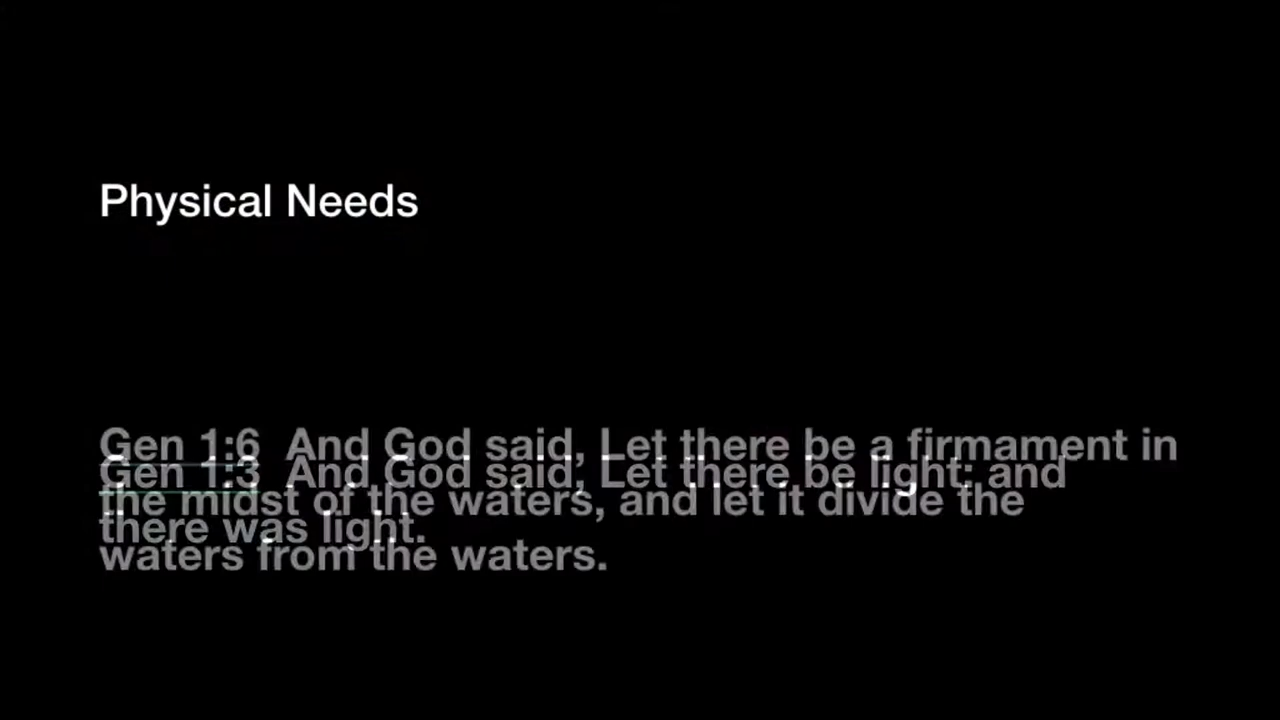 Physical Needs
Gen 1:6 And God said, Let there be a firmament in
Gen 1:3 And God said, Let there be light: and
the midst of the waters, and let it divide the
there was light.
waters from the waters.